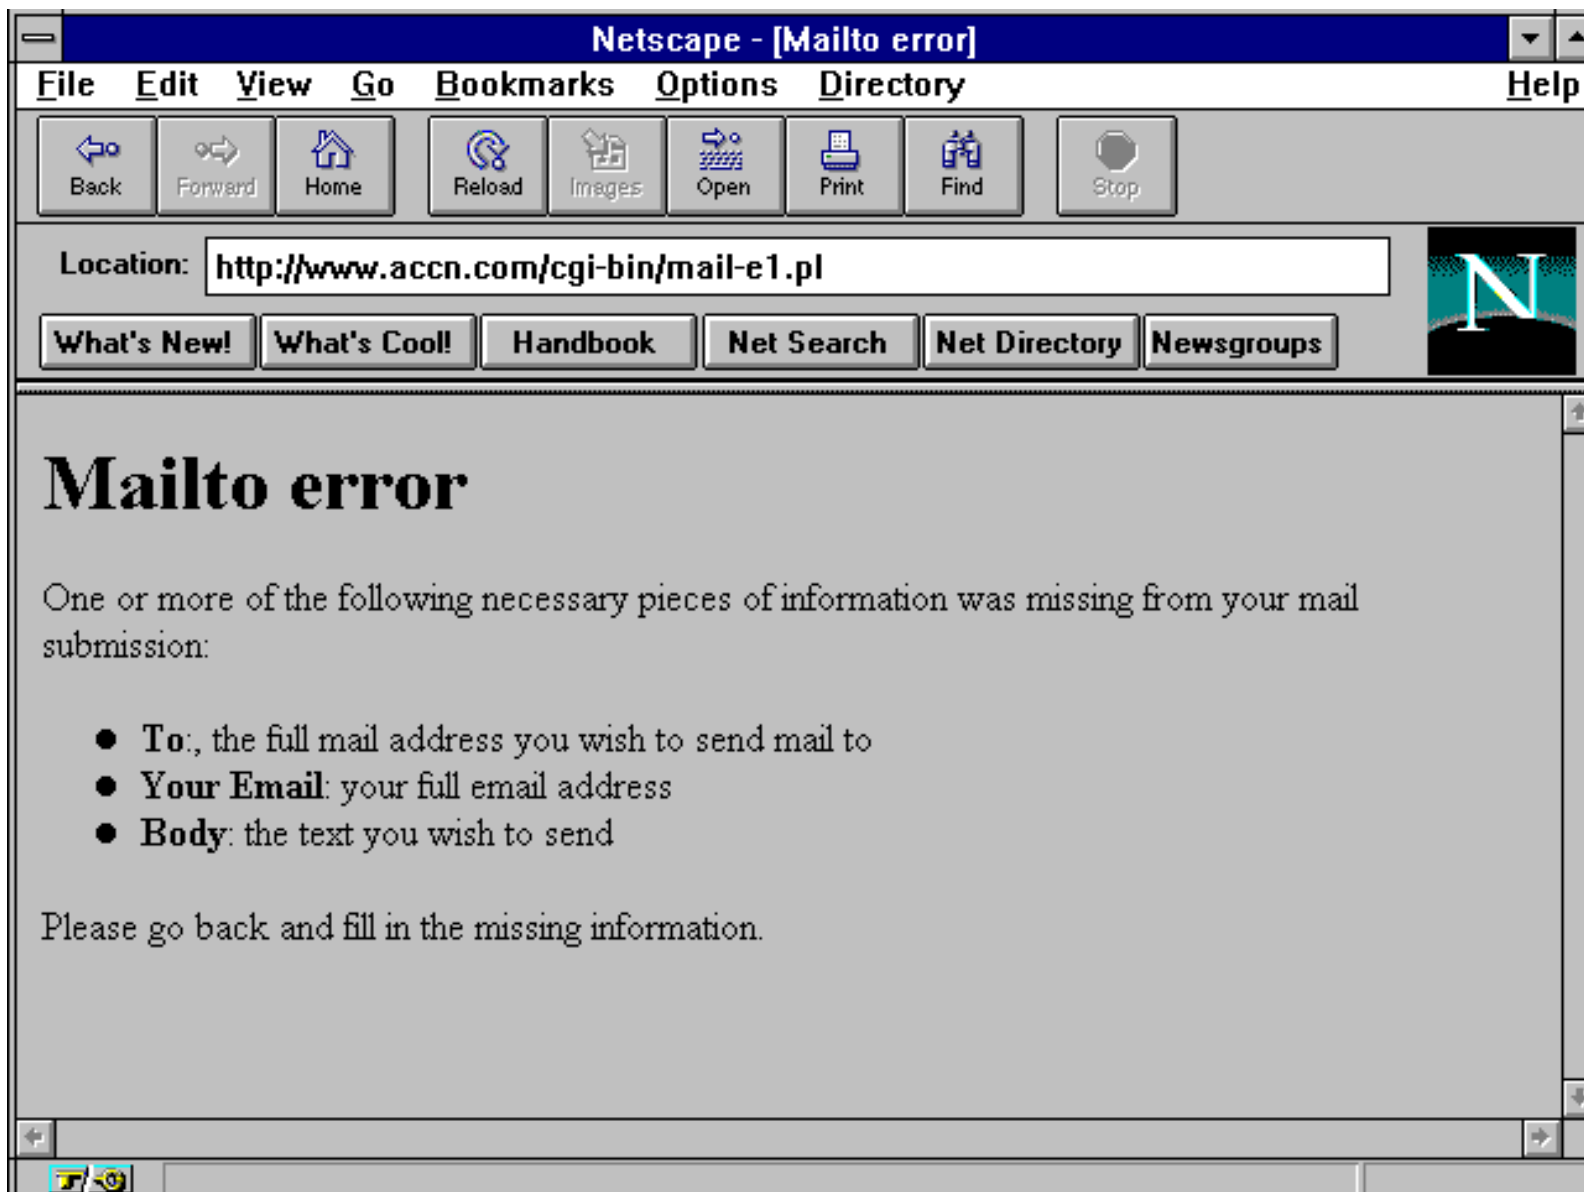 Netscape - [Mailto error]
File Edit View Go Bookmarks Options Directory Help
Back Forward Home Reload Images Open Print Find Stop
Location: http://www.accn.com/cgi-bin/mail-e1.pl
N
What's New! What's Cool! Handbook Net Search Net Directory Newsgroups
Mailto error
One or more of the following necessary pieces of information was missing from your mail
submission:
To:, the full mail address you wish to send mail to
Your Email: your full email address
Body: the text you wish to send
Please go back and fill in the missing information.